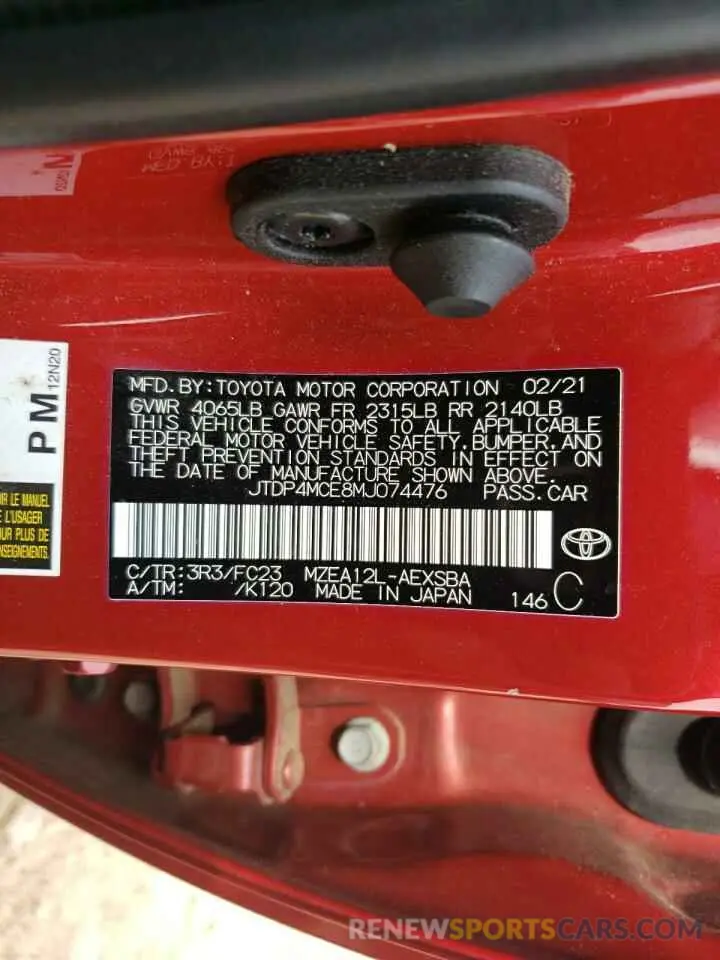 MFD. BY: TOYOTA MOTOR CORPORATION 02/21
GVWR 4065LB GAWR FR 2315LB RR 2140LB
THIS VEHICLE CONFORMS TO ALL APPLICABLE
FEDERAL MOTOR VEHICLE SAFETY, BUMPER, AND
THEFT PREVENTION STANDARDS IN EFFECT ON
THE DATE OF MANUFACTURE SHOWN ABOVE.
JTDP4MCE8MJ074476 PASS. CAR
C/TR: 3R3/FC23 MZEA12L-AEXSBA
A/TM: /K120 MADE IN JAPAN 146 C
PM
12N20
LE MANUEL
L'USAGER
PLUS DE
RENEWSPORTSCARS.COM